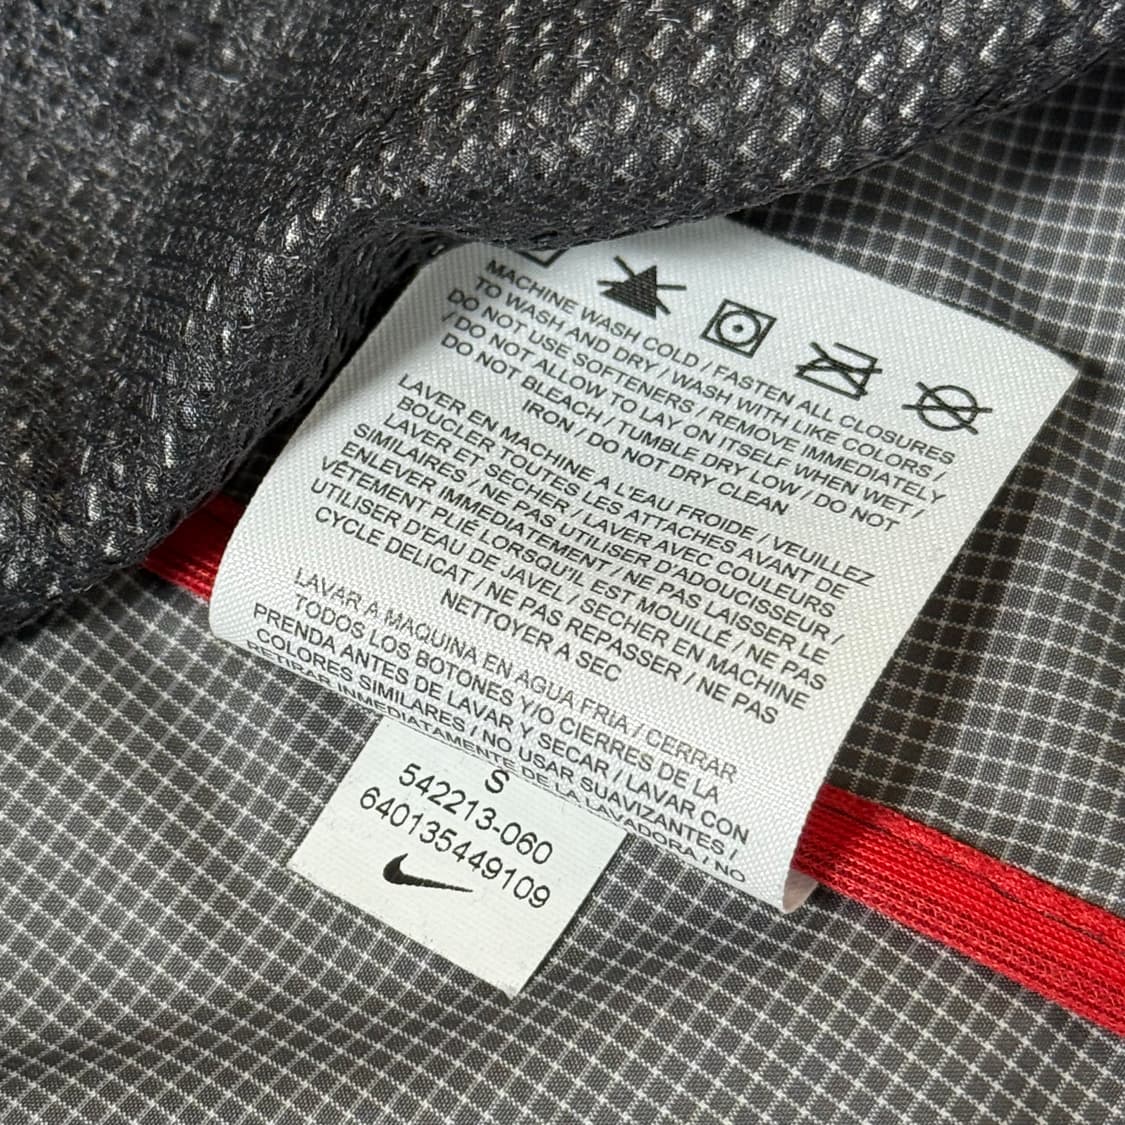 MACHINE WASH COLD / FASTEN ALL CLOSURES
TO WASH AND DRY / WASH WITH LIKE COLORS /
DO NOT USE SOFTENERS / REMOVE IMMEDIATELY
/ DO NOT ALLOW TO LAY ON ITSELF WHEN WET /
DO NOT BLEACH / TUMBLE DRY LOW / DO NOT
IRON / DO NOT DRY CLEAN
LAVER EN MACHINE A L'EAU FROIDE / VEUILLEZ
BOUCLER TOUTES LES ATTACHES AVANT DE
LAVER ET SECHER / LAVER AVEC COULEURS
SIMILAIRES / NE PAS UTILISER D'ADOUCISSEUR /
ENLEVER IMMEDIATEMENT / NE PAS LAISSER LE
VÊTEMENT PLIÉ LORSQU'IL EST MOUILLÉ / NE PAS
UTILISER D'EAU DE JAVEL / SECHER EN MACHINE
CYCLE DELICAT / NE PAS REPASSER / NE PAS
NETTOYER A SEC
LAVAR A MAQUINA EN AGUA FRIA / CERRAR
TODOS LOS BOTONES Y/O CIERRES DE LA
PRENDA ANTES DE LAVAR Y SECAR / LAVAR CON
COLORES SIMILARES / NO USAR SUAVIZANTES /
RETIRAR INMEDIATAMENTE DE LA LAVADORA / NO
S
542213-060
640135449109